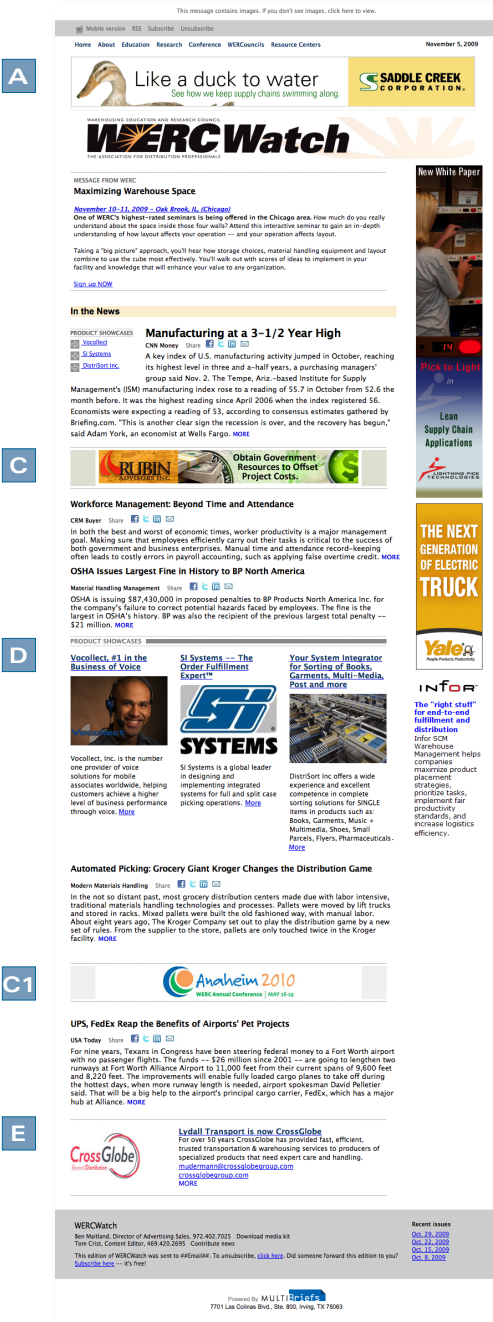 This message contains images. If you don't see images, click here to view.
Mobile version RSS Subscribe Unsubscribe
Home About Education Research Conference WERCouncils Resource Centers
November 5, 2009
A
Like a duck to water
See how we keep supply chains swimming along.
SADDLE CREEK
CORPORATION.
WAREHOUSING EDUCATION AND RESEARCH COUNCIL
WERCWatch
THE ASSOCIATION FOR DISTRIBUTION PROFESSIONALS
MESSAGE FROM WERC
Maximizing Warehouse Space
November 10-11, 2009 - Oak Brook, IL, (Chicago)
One of WERC's highest-rated seminars is being offered in the Chicago area. How much do you really
understand about the space inside those four walls? Attend this interactive seminar to gain an in-depth
understanding of how layout affects your operation -- and your operation affects layout.
Taking a "big picture" approach, you'll hear how storage choices, material handling equipment and layout
combine to use the cube most effectively. You'll walk out with scores of ideas to implement in your
facility and knowledge that will enhance your value to any organization.
Sign up NOW
New White Paper
14
Pick to Light
in
Lean
Supply Chain
Applications
LIGHTNING PICK
TECHNOLOGIES
In the News
PRODUCT SHOWCASES
Vocollect
SI Systems
DistriSort Inc.
Manufacturing at a 3-1/2 Year High
CNN Money Share
A key index of U.S. manufacturing activity jumped in October, reaching
its highest level in three and a-half years, a purchasing managers'
group said Nov. 2. The Tempe, Ariz.-based Institute for Supply
Management's (ISM) manufacturing index rose to a reading of 55.7 in October from 52.6 the
month before. It was the highest reading since April 2006 when the index registered 56.
Economists were expecting a reading of 53, according to consensus estimates gathered by
Briefing.com. "This is another clear sign the recession is over, and the recovery has begun,"
said Adam York, an economist at Wells Fargo. MORE
C
RUBIN
ADVISORS INC.
Obtain Government
Resources to Offset
Project Costs.
Workforce Management: Beyond Time and Attendance
CRM Buyer Share
In both the best and worst of economic times, worker productivity is a major management
goal. Making sure that employees efficiently carry out their tasks is critical to the success of
both government and business enterprises. Manual time and attendance record-keeping
often leads to costly errors in payroll accounting, such as applying false overtime credit. MORE
OSHA Issues Largest Fine in History to BP North America
Material Handling Management Share
OSHA is issuing $87,430,000 in proposed penalties to BP Products North America Inc. for
the company's failure to correct potential hazards faced by employees. The fine is the
largest in OSHA's history. BP was also the recipient of the previous largest total penalty --
$21 million. MORE
THE NEXT
GENERATION
OF ELECTRIC
TRUCK
Yale
People. Products. Productivity.
D
PRODUCT SHOWCASES
Vocollect, #1 in the
Business of Voice
Vocollect
Vocollect, Inc. is the number
one provider of voice
solutions for mobile
associates worldwide, helping
customers achieve a higher
level of business performance
through voice. More
SI Systems -- The
Order Fulfillment
Expert™
Si
SYSTEMS
SI Systems is a global leader
in designing and
implementing integrated
systems for full and split case
picking operations. More
Your System Integrator
for Sorting of Books,
Garments, Multi-Media,
Post and more
DistriSort Inc offers a wide
experience and excellent
competence in complete
sorting solutions for SINGLE
items in products such as:
Books, Garments, Music +
Multimedia, Shoes, Small
Parcels, Flyers, Pharmaceuticals.
More
INFOR
The "right stuff"
for end-to-end
fulfillment and
distribution
Infor SCM
Warehouse
Management helps
companies
maximize product
placement
strategies,
prioritize tasks,
implement fair
productivity
standards, and
increase logistics
efficiency.
Automated Picking: Grocery Giant Kroger Changes the Distribution Game
Modern Materials Handling Share
In the not so distant past, most grocery distribution centers made due with labor intensive,
traditional materials handling technologies and processes. Pallets were moved by lift trucks
and stored in racks. Mixed pallets were built the old fashioned way, with manual labor.
About eight years ago, The Kroger Company set out to play the distribution game by a new
set of rules. From the supplier to the store, pallets are only touched twice in the Kroger
facility. MORE
C1
Anaheim 2010
WERC Annual Conference | MAY 16-19
UPS, FedEx Reap the Benefits of Airports' Pet Projects
USA Today Share
For nine years, Texans in Congress have been steering federal money to a Fort Worth airport
with no passenger flights. The funds -- $26 million since 2001 -- are going to lengthen two
runways at Fort Worth Alliance Airport to 11,000 feet from their current spans of 9,600 feet
and 8,220 feet. The improvements will enable fully loaded cargo planes to take off during
the hottest days, when more runway length is needed, airport spokesman David Pelletier
said. That will be a big help to the airport's principal cargo carrier, FedEx, which has a major
hub at Alliance. MORE
E
CrossGlobe
Beyond Distribution
Lydall Transport is now CrossGlobe
For over 50 years CrossGlobe has provided fast, efficient,
trusted transportation & warehousing services to producers of
specialized products that need expert care and handling.
mudermann@crossglobegroup.com
crossglobegroup.com
MORE
WERCWatch
Ben Maitland, Director of Advertising Sales, 972.402.7025 Download media kit
Tom Crist, Content Editor, 469.420.2695 Contribute news
This edition of WERCWatch was sent to ##Email##. To unsubscribe, click here. Did someone forward this edition to you?
Subscribe here -- it's free!
Recent issues
Oct. 29, 2009
Oct. 22, 2009
Oct. 15, 2009
Oct. 8, 2009
Powered By MULTIBriefs
7701 Las Colinas Blvd., Ste. 800, Irving, TX 75063